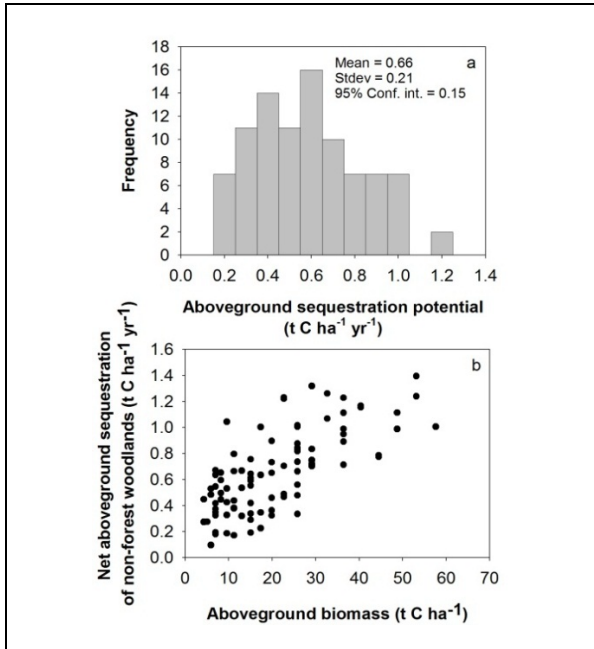 a
Mean = 0.66
Stdev = 0.21
95% Conf. int. = 0.15
Frequency
18
16
14
12
10
8
6
4
2
0
0.0 0.2 0.4 0.6 0.8 1.0 1.2 1.4
Aboveground sequestration potential
(t C ha⁻¹ yr⁻¹)
b
Net aboveground sequestration
of non-forest woodlands (t C ha⁻¹ yr⁻¹)
1.6
1.4
1.2
1.0
0.8
0.6
0.4
0.2
0.0
0 10 20 30 40 50 60 70
Aboveground biomass (t C ha⁻¹)